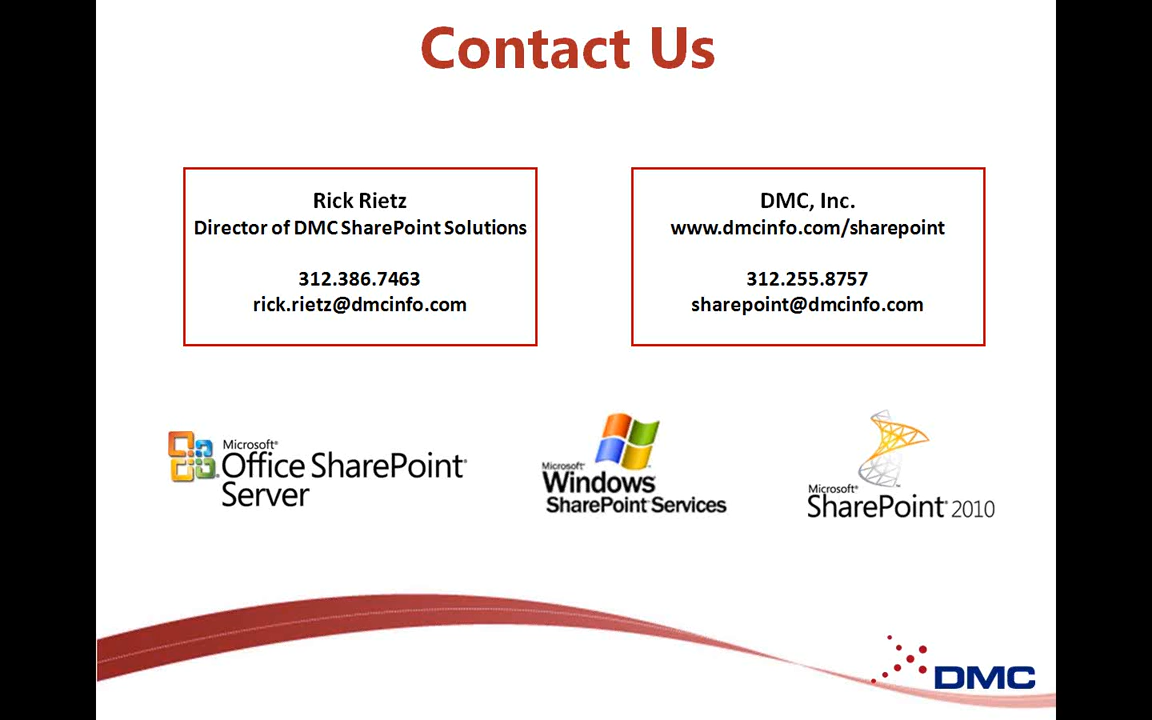 Contact Us
Rick Rietz
Director of DMC SharePoint Solutions
312.386.7463
rick.rietz@dmcinfo.com
DMC, Inc.
www.dmcinfo.com/sharepoint
312.255.8757
sharepoint@dmcinfo.com
Microsoft®
Office SharePoint®
Server
Microsoft®
Windows®
SharePoint® Services
Microsoft®
SharePoint® 2010
DMC